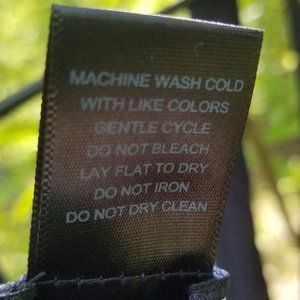 MACHINE WASH COLD
WITH LIKE COLORS
GENTLE CYCLE
DO NOT BLEACH
LAY FLAT TO DRY
DO NOT IRON
DO NOT DRY CLEAN